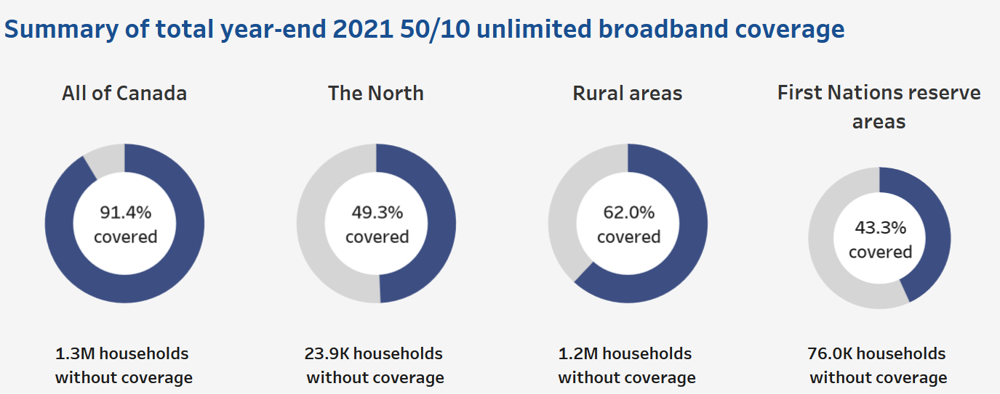 Summary of total year-end 2021 50/10 unlimited broadband coverage
All of Canada
91.4%
covered
1.3M households
without coverage
The North
49.3%
covered
23.9K households
without coverage
Rural areas
62.0%
covered
1.2M households
without coverage
First Nations reserve
areas
43.3%
covered
76.0K households
without coverage